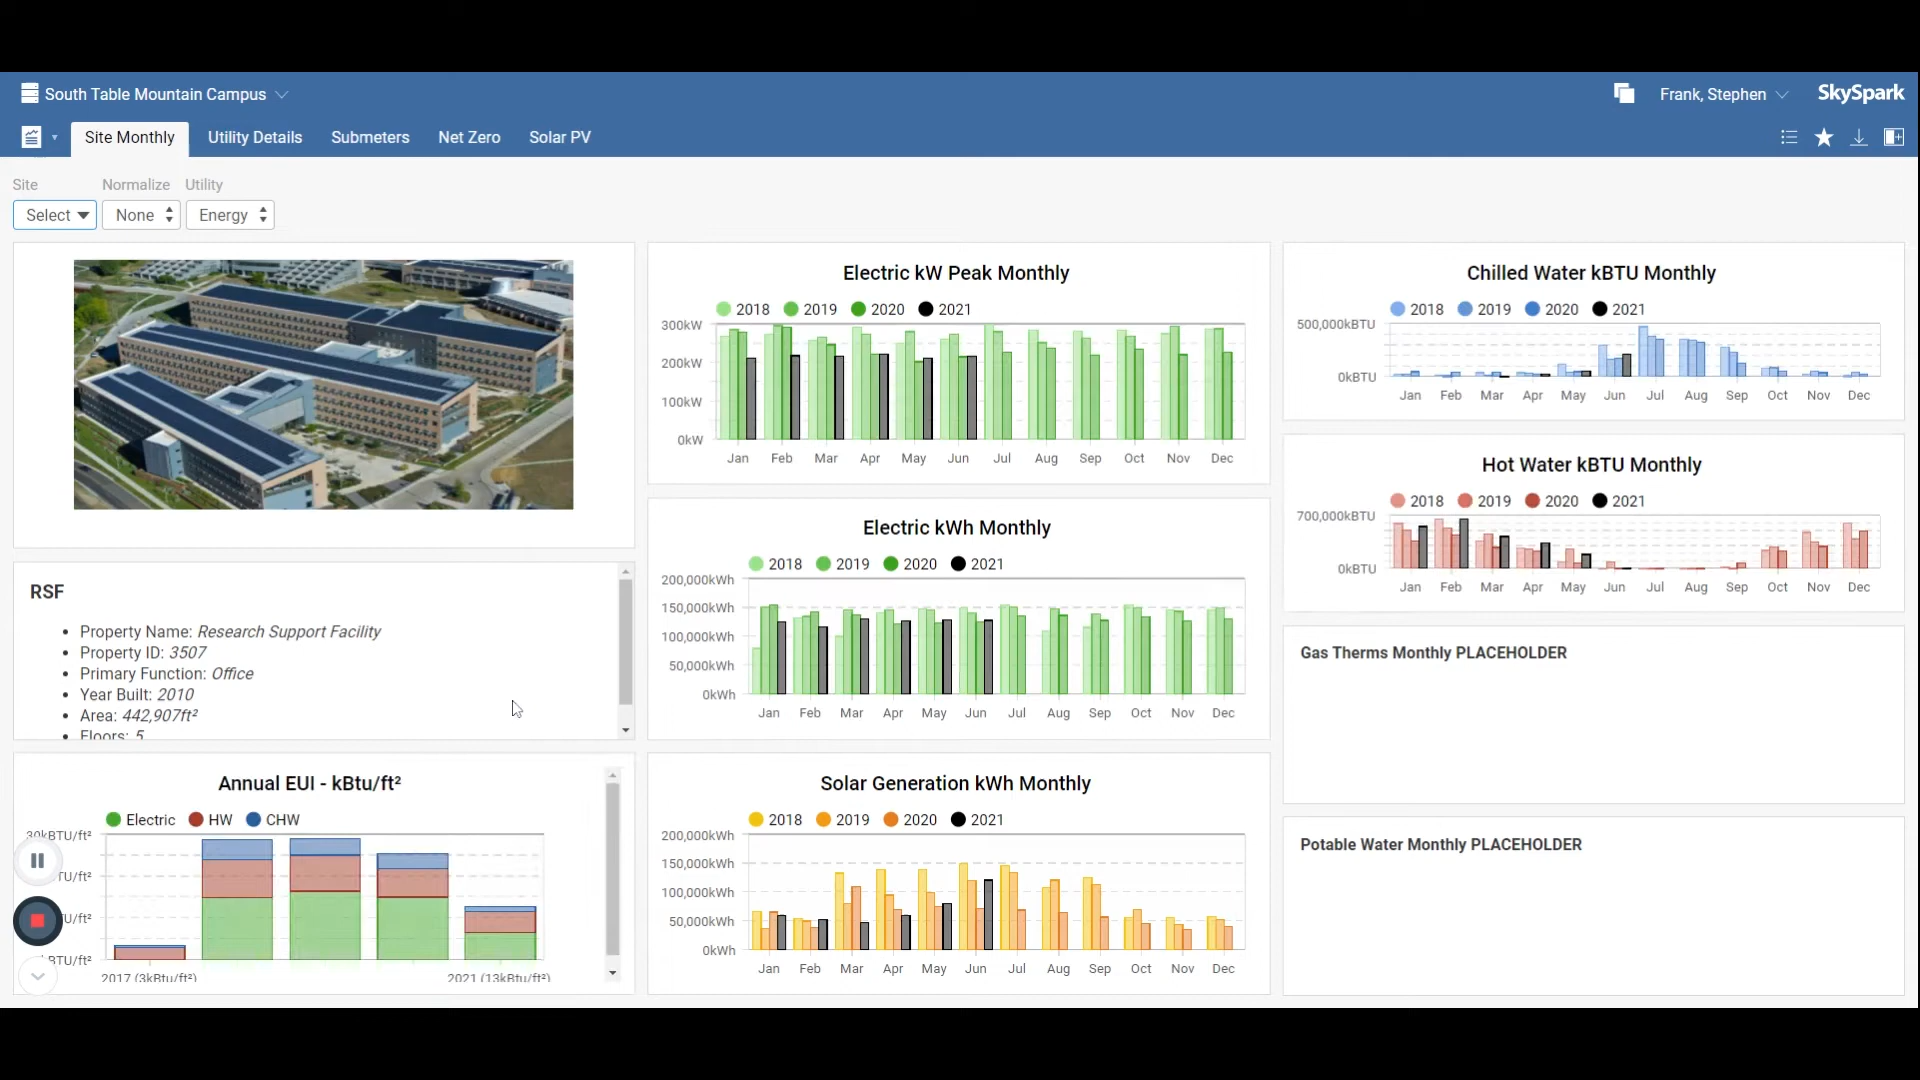 South Table Mountain Campus
Frank, Stephen
SkySpark
Site Monthly
Utility Details
Submeters
Net Zero
Solar PV
Site
Normalize
Utility
Select
None
Energy
RSF
Property Name: Research Support Facility
Property ID: 3507
Primary Function: Office
Year Built: 2010
Area: 442,907ft²
Floors: 5
Annual EUI - kBtu/ft²
Electric HW CHW
30kBTU/ft²
TU/ft²
U/ft²
BTU/ft²
2017 (3kBtu/ft²) 2021 (13kBtu/ft²)
Electric kW Peak Monthly
2018 2019 2020 2021
300kW
200kW
100kW
0kW
Jan Feb Mar Apr May Jun Jul Aug Sep Oct Nov Dec
Electric kWh Monthly
2018 2019 2020 2021
200,000kWh
150,000kWh
100,000kWh
50,000kWh
0kWh
Jan Feb Mar Apr May Jun Jul Aug Sep Oct Nov Dec
Solar Generation kWh Monthly
2018 2019 2020 2021
200,000kWh
150,000kWh
100,000kWh
50,000kWh
0kWh
Jan Feb Mar Apr May Jun Jul Aug Sep Oct Nov Dec
Chilled Water kBTU Monthly
2018 2019 2020 2021
500,000kBTU
0kBTU
Jan Feb Mar Apr May Jun Jul Aug Sep Oct Nov Dec
Hot Water kBTU Monthly
2018 2019 2020 2021
700,000kBTU
0kBTU
Jan Feb Mar Apr May Jun Jul Aug Sep Oct Nov Dec
Gas Therms Monthly PLACEHOLDER
Potable Water Monthly PLACEHOLDER